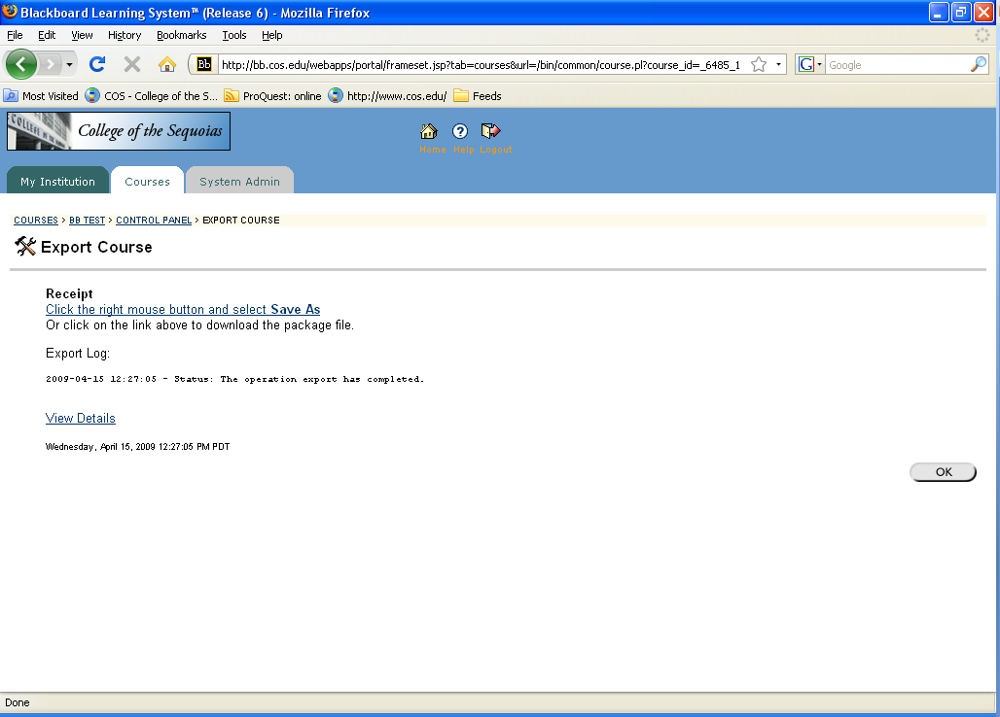 Blackboard Learning System™ (Release 6) - Mozilla Firefox
File Edit View History Bookmarks Tools Help
Bb http://bb.cos.edu/webapps/portal/frameset.jsp?tab=courses&url=/bin/common/course.pl?course_id=_6485_1 G Google
Most Visited COS - College of the S... ProQuest: online http://www.cos.edu/ Feeds
College of the Sequoias
Home Help Logout
My Institution Courses System Admin
COURSES > BB TEST > CONTROL PANEL > EXPORT COURSE
Export Course
Receipt
Click the right mouse button and select Save As
Or click on the link above to download the package file.
Export Log:
2009-04-15 12:27:05 - Status: The operation export has completed.
View Details
Wednesday, April 15, 2009 12:27:05 PM PDT
OK
Done